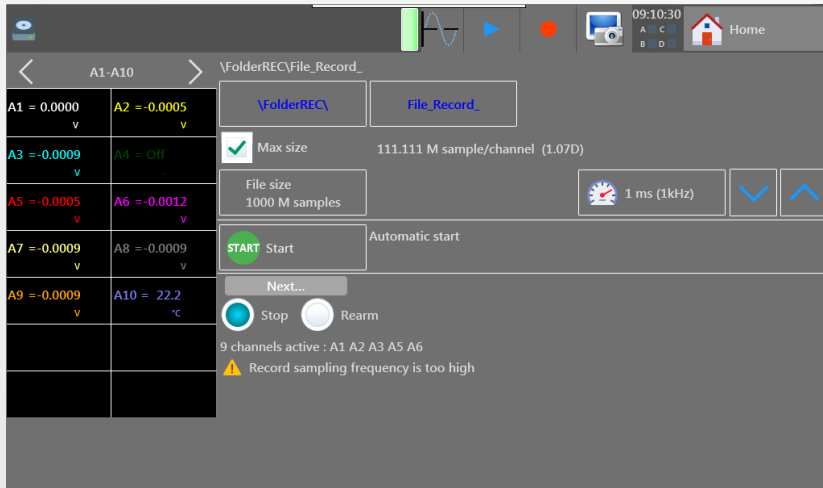 09:10:30
A C
B D
Home
A1-A10
\FolderREC\File_Record_
A1 = 0.0000
V
A2 =-0.0005
V
\FolderREC\
File_Record_
A3 =-0.0009
V
A4 = Off
Max size
111.111 M sample/channel (1.07D)
A5 =-0.0005
V
A6 =-0.0012
V
File size
1000 M samples
1 ms (1kHz)
A7 =-0.0009
V
A8 =-0.0009
V
START Start
Automatic start
A9 =-0.0009
V
A10 = 22.2
°C
Next...
Stop
Rearm
9 channels active : A1 A2 A3 A5 A6
Record sampling frequency is too high